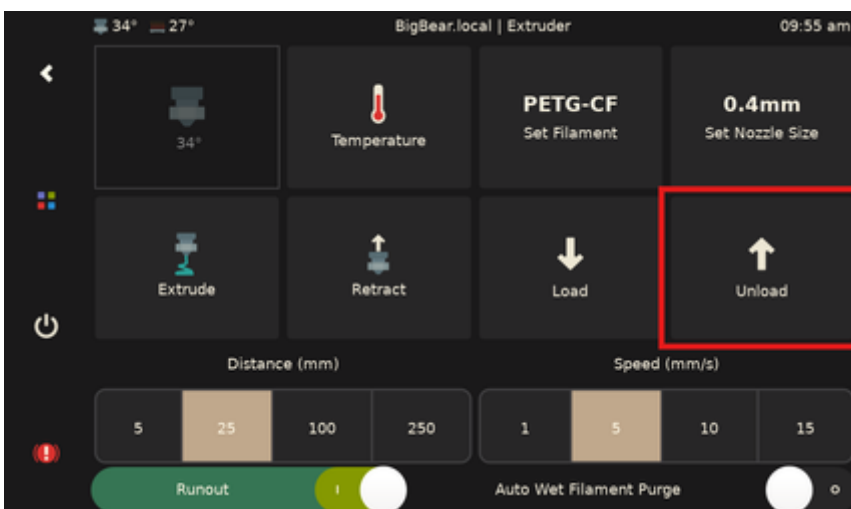 34° 27° BigBear.local | Extruder 09:55 am
34°
Temperature
PETG-CF
Set Filament
0.4mm
Set Nozzle Size
Extrude
Retract
Load
Unload
Distance (mm)
Speed (mm/s)
5 25 100 250
1 5 10 15
Runout
Auto Wet Filament Purge